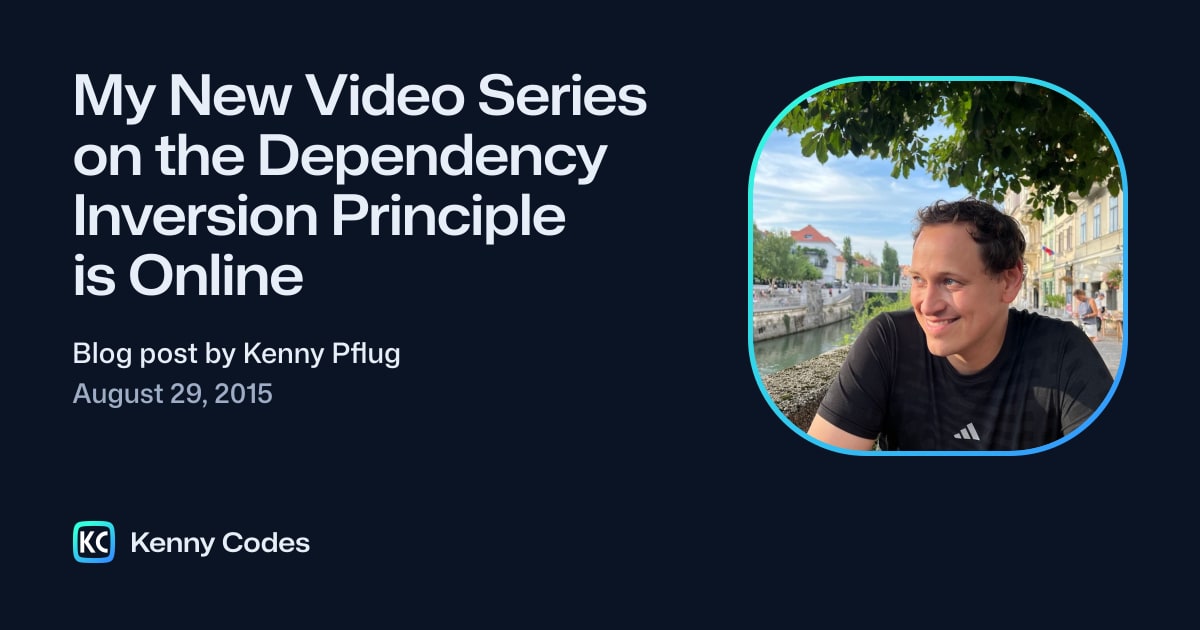 My New Video Series
on the Dependency
Inversion Principle
is Online
Blog post by Kenny Pflug
August 29, 2015
KC Kenny Codes